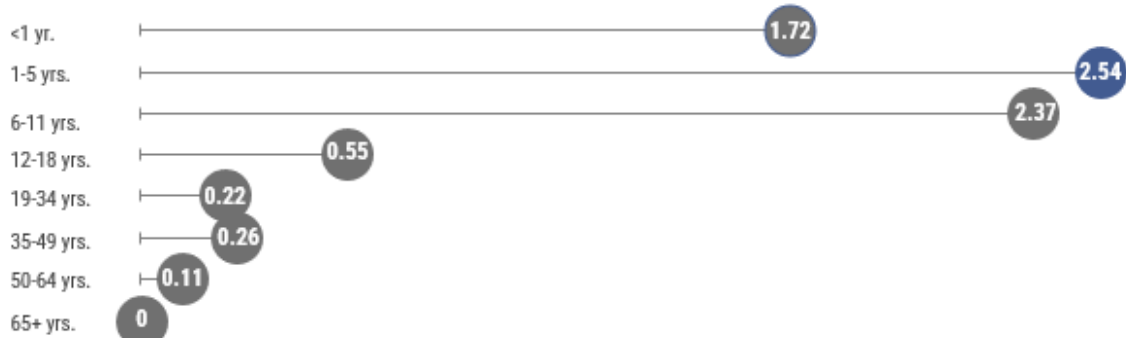 <1 yr. 1.72
1-5 yrs. 2.54
6-11 yrs. 2.37
12-18 yrs. 0.55
19-34 yrs. 0.22
35-49 yrs. 0.26
50-64 yrs. 0.11
65+ yrs. 0